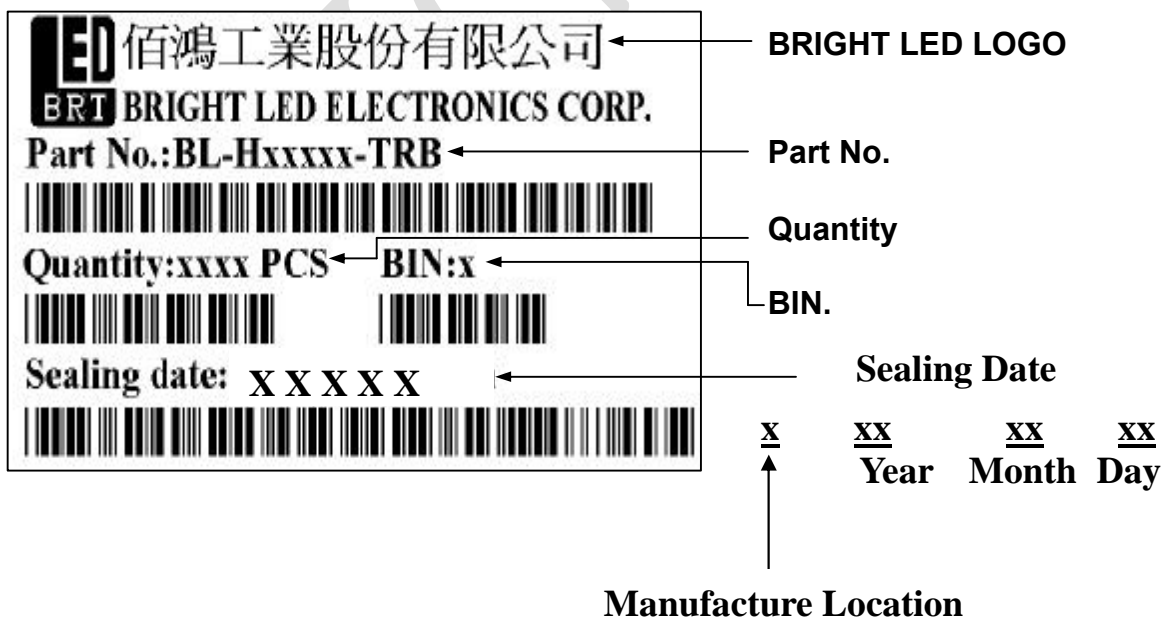 LED 佰鴻工業股份有限公司 BRIGHT LED LOGO
BRT BRIGHT LED ELECTRONICS CORP.
Part No.:BL-Hxxxxx-TRB Part No.
Quantity
Quantity:xxxx PCS BIN:x
BIN.
Sealing date: X X X X X Sealing Date
x xx xx xx
Year Month Day
Manufacture Location